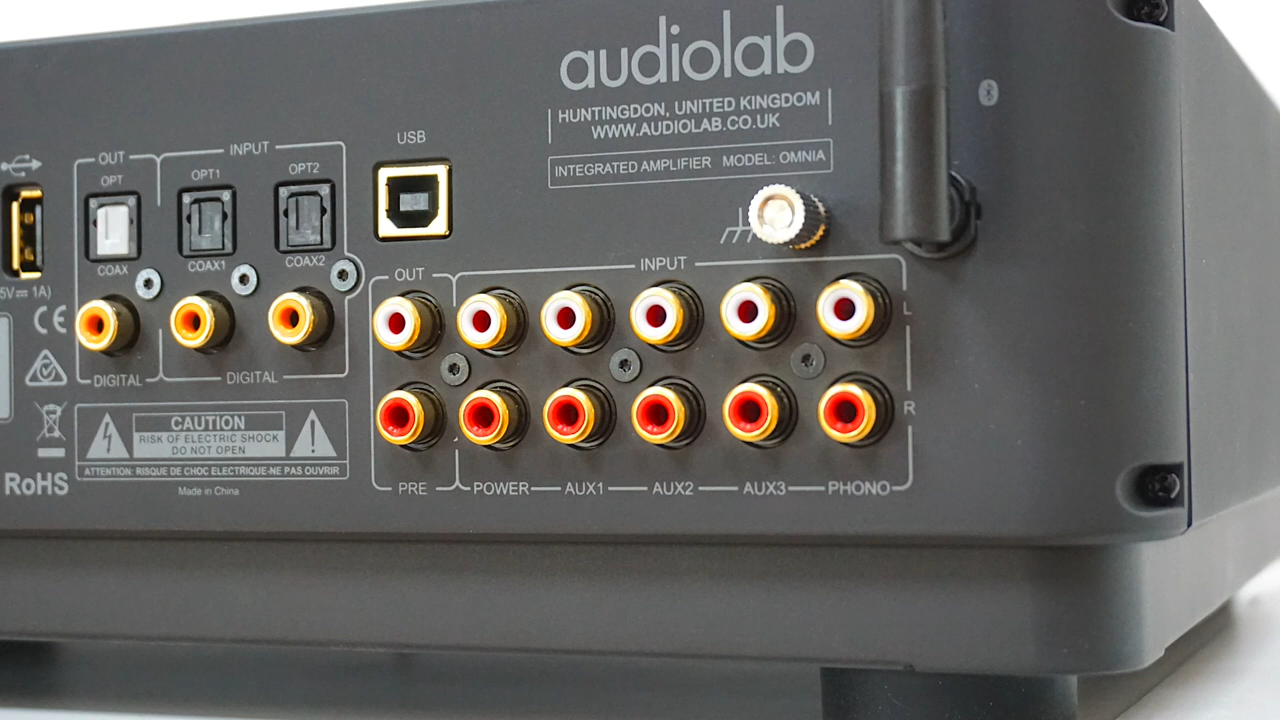 audiolab
HUNTINGDON, UNITED KINGDOM
WWW.AUDIOLAB.CO.UK
INTEGRATED AMPLIFIER MODEL: OMNIA
USB
OUT
INPUT
OPT
OPT1
OPT2
COAX
COAX1
COAX2
5V⎓1A)
DIGITAL
DIGITAL
OUT
INPUT
L
R
PRE
POWER
AUX1
AUX2
AUX3
PHONO
CE
CAUTION
RISK OF ELECTRIC SHOCK
DO NOT OPEN
ATTENTION: RISQUE DE CHOC ELECTRIQUE-NE PAS OUVRIR
RoHS
Made in China